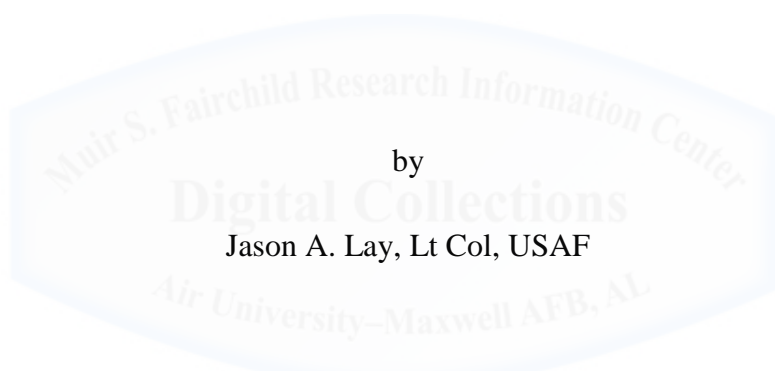 Muir S. Fairchild Research Information Center
by
Digital Collections
Jason A. Lay, Lt Col, USAF
Air University–Maxwell AFB, AL